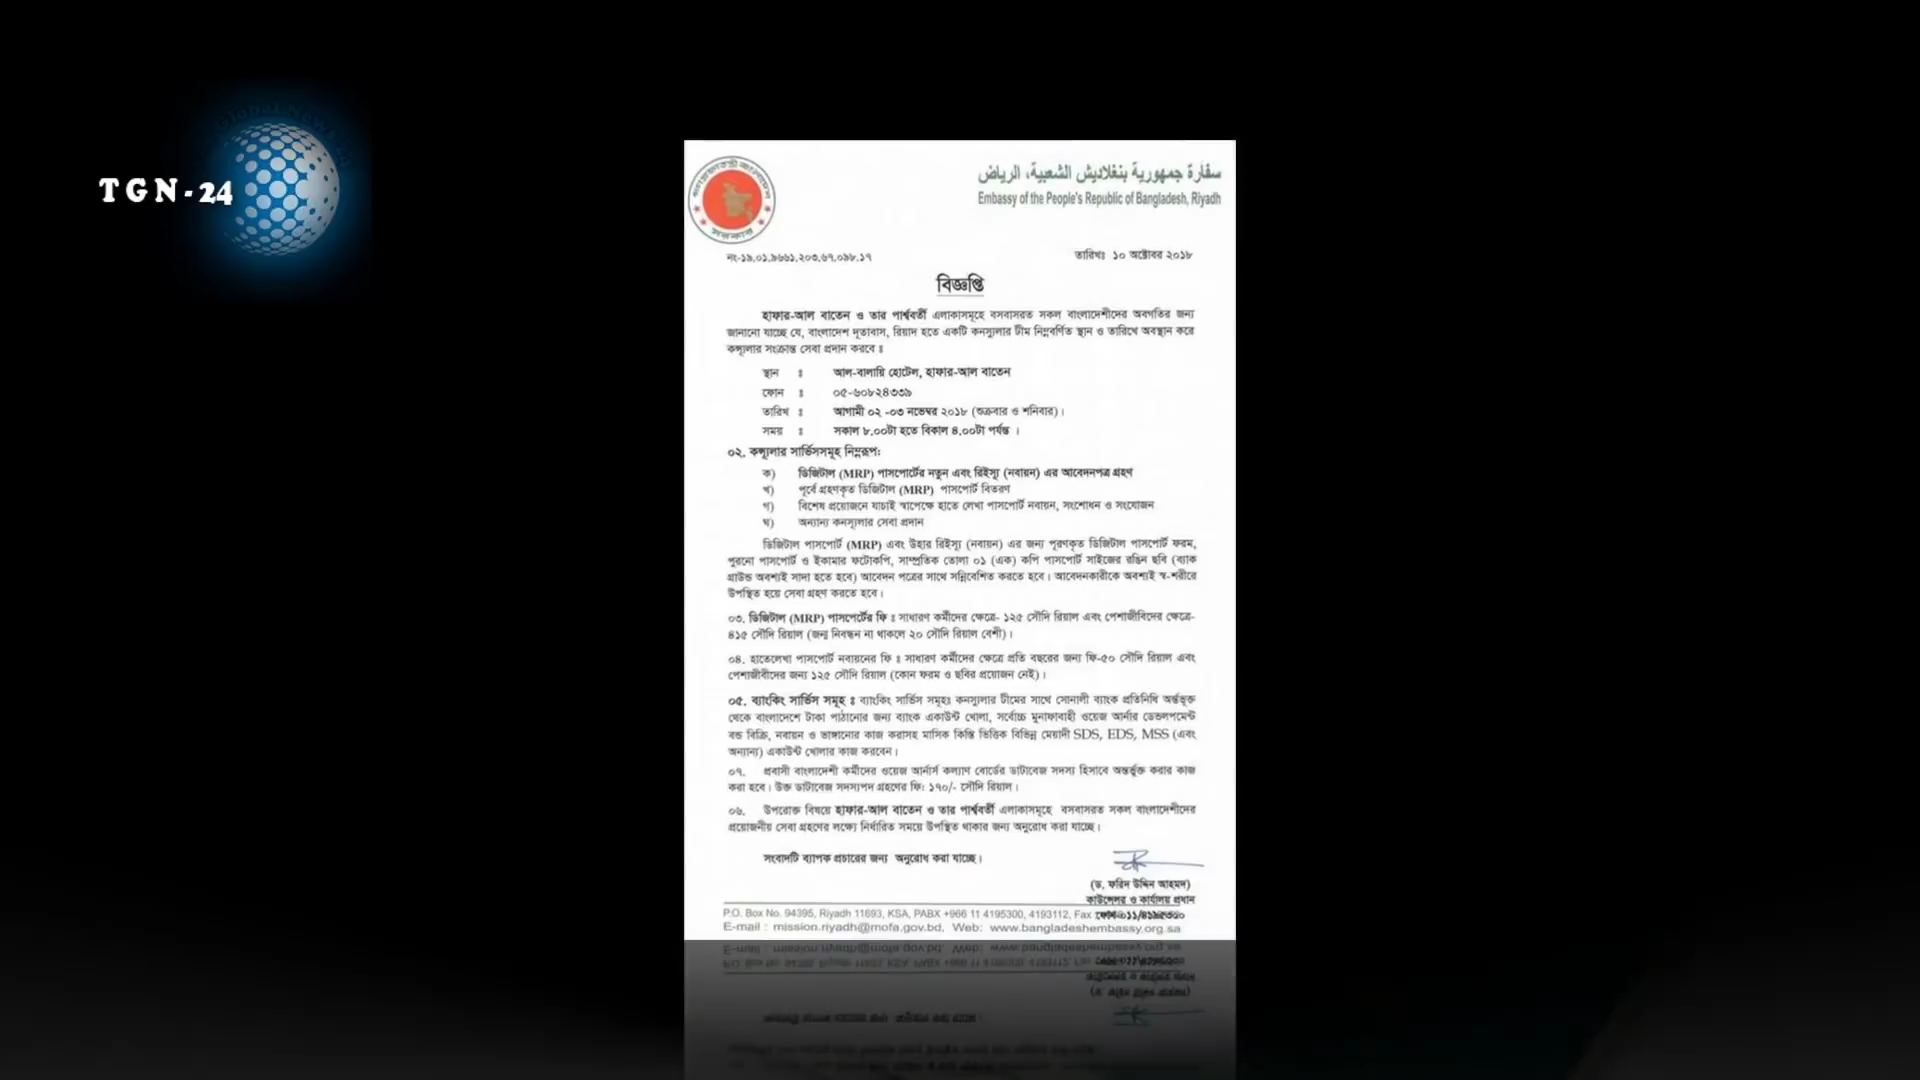 TGN-24
سفارة جمهورية بنغلاديش الشعبية، الرياض
Embassy of the People's Republic of Bangladesh, Riyadh
নং-১৯.০১.৯৬৬১.২০৩.৬৭.০৯৮.১৭
তারিখঃ ১০ অক্টোবর ২০১৮
বিজ্ঞপ্তি
হাফার-আল বাতেন ও তার পার্শ্ববর্তী এলাকাসমূহে বসবাসরত সকল বাংলাদেশীদের অবগতির জন্য
জানানো যাচ্ছে যে, বাংলাদেশ দূতাবাস, রিয়াদ হতে একটি কনস্যুলার টীম নিম্নবর্ণিত স্থান ও তারিখে অবস্থান করে
কন্স্যুলার সংক্রান্ত সেবা প্রদান করবে ঃ
স্থান ঃ আল-বালায়ি হোটেল, হাফার-আল বাতেন
ফোন ঃ ০৫-৬০৮২৪৩৩৯
তারিখ ঃ আগামী ০২ -০৩ নভেম্বর ২০১৮ (শুক্রবার ও শনিবার)।
সময় ঃ সকাল ৮.০০টা হতে বিকাল ৪.০০টা পর্যন্ত ।
০২. কন্স্যুলার সার্ভিসসমূহ নিম্নরূপ:
ক) ডিজিটাল (MRP) পাসপোর্টের নতুন এবং রিইস্যু (নবায়ন) এর আবেদনপত্র গ্রহণ
খ) পূর্বে গ্রহণকৃত ডিজিটাল (MRP) পাসপোর্ট বিতরণ
গ) বিশেষ প্রয়োজনে যাচাই স্বাপেক্ষে হাতে লেখা পাসপোর্ট নবায়ন, সংশোধন ও সংযোজন
ঘ) অন্যান্য কনস্যুলার সেবা প্রদান
ডিজিটাল পাসপোর্ট (MRP) এবং উহার রিইস্যু (নবায়ন) এর জন্য পূরণকৃত ডিজিটাল পাসপোর্ট ফরম,
পুরনো পাসপোর্ট ও ইকামার ফটোকপি, সাম্প্রতিক তোলা ০১ (এক) কপি পাসপোর্ট সাইজের রঙিন ছবি (ব্যাক
গ্রাউন্ড অবশ্যই সাদা হতে হবে) আবেদন পত্রের সাথে সন্নিবেশিত করতে হবে। আবেদনকারীকে অবশ্যই স্ব-শরীরে
উপস্থিত হয়ে সেবা গ্রহণ করতে হবে।
০৩. ডিজিটাল (MRP) পাসপোর্টের ফি ঃ সাধারণ কর্মীদের ক্ষেত্রে- ১২৫ সৌদি রিয়াল এবং পেশাজীবিদের ক্ষেত্রে-
৪১৫ সৌদি রিয়াল (জন্ম নিবন্ধন না থাকলে ২০ সৌদি রিয়াল বেশী)।
০৪. হাতেলেখা পাসপোর্ট নবায়নের ফি ঃ সাধারণ কর্মীদের ক্ষেত্রে প্রতি বছরের জন্য ফি-৫০ সৌদি রিয়াল এবং
পেশাজীবীদের জন্য ১২৫ সৌদি রিয়াল (কোন ফরম ও ছবির প্রয়োজন নেই)।
০৫. ব্যাংকিং সার্ভিস সমূহ ঃ ব্যাংকিং সার্ভিস সমূহঃ কনস্যুলার টীমের সাথে সোনালী ব্যাংক প্রতিনিধি অর্ন্তভূক্ত
থেকে বাংলাদেশে টাকা পাঠানোর জন্য ব্যাংক একাউন্ট খোলা, সর্বোচ্চ মুনাফাবাহী ওয়েজ আর্নার ডেভলপমেন্ট
বন্ড বিক্রি, নবায়ন ও ভাঙ্গানোর কাজ করাসহ মাসিক কিস্তি ভিত্তিক বিভিন্ন মেয়াদী SDS, EDS, MSS (এবং
অন্যান্য) একাউন্ট খোলার কাজ করবেন।
০৭. প্রবাসী বাংলাদেশী কর্মীদের ওয়েজ আর্নার্স কল্যাণ বোর্ডের ডাটাবেজ সদস্য হিসাবে অন্তর্ভুক্ত করার কাজ
করা হবে। উক্ত ডাটাবেজ সদস্যপদ গ্রহণের ফি: ১৭০/- সৌদি রিয়াল।
০৬. উপরোক্ত বিষয়ে হাফার-আল বাতেন ও তার পার্শ্ববর্তী এলাকাসমূহে বসবাসরত সকল বাংলাদেশীদের
প্রয়োজনীয় সেবা গ্রহণের লক্ষ্যে নির্ধারিত সময়ে উপস্থিত থাকার জন্য অনুরোধ করা যাচ্ছে।
সংবাদটি ব্যাপক প্রচারের জন্য অনুরোধ করা যাচ্ছে।
(ড. ফরিদ উদ্দিন আহমদ)
কাউন্সেলর ও কার্যালয় প্রধান
ফোন-০১১/৪১৯৫৩০০
P.O. Box No. 94395, Riyadh 11693, KSA, PABX +966 11 4195300, 4193112, Fax
E-mail : mission.riyadh@mofa.gov.bd, Web: www.bangladeshembassy.org.sa